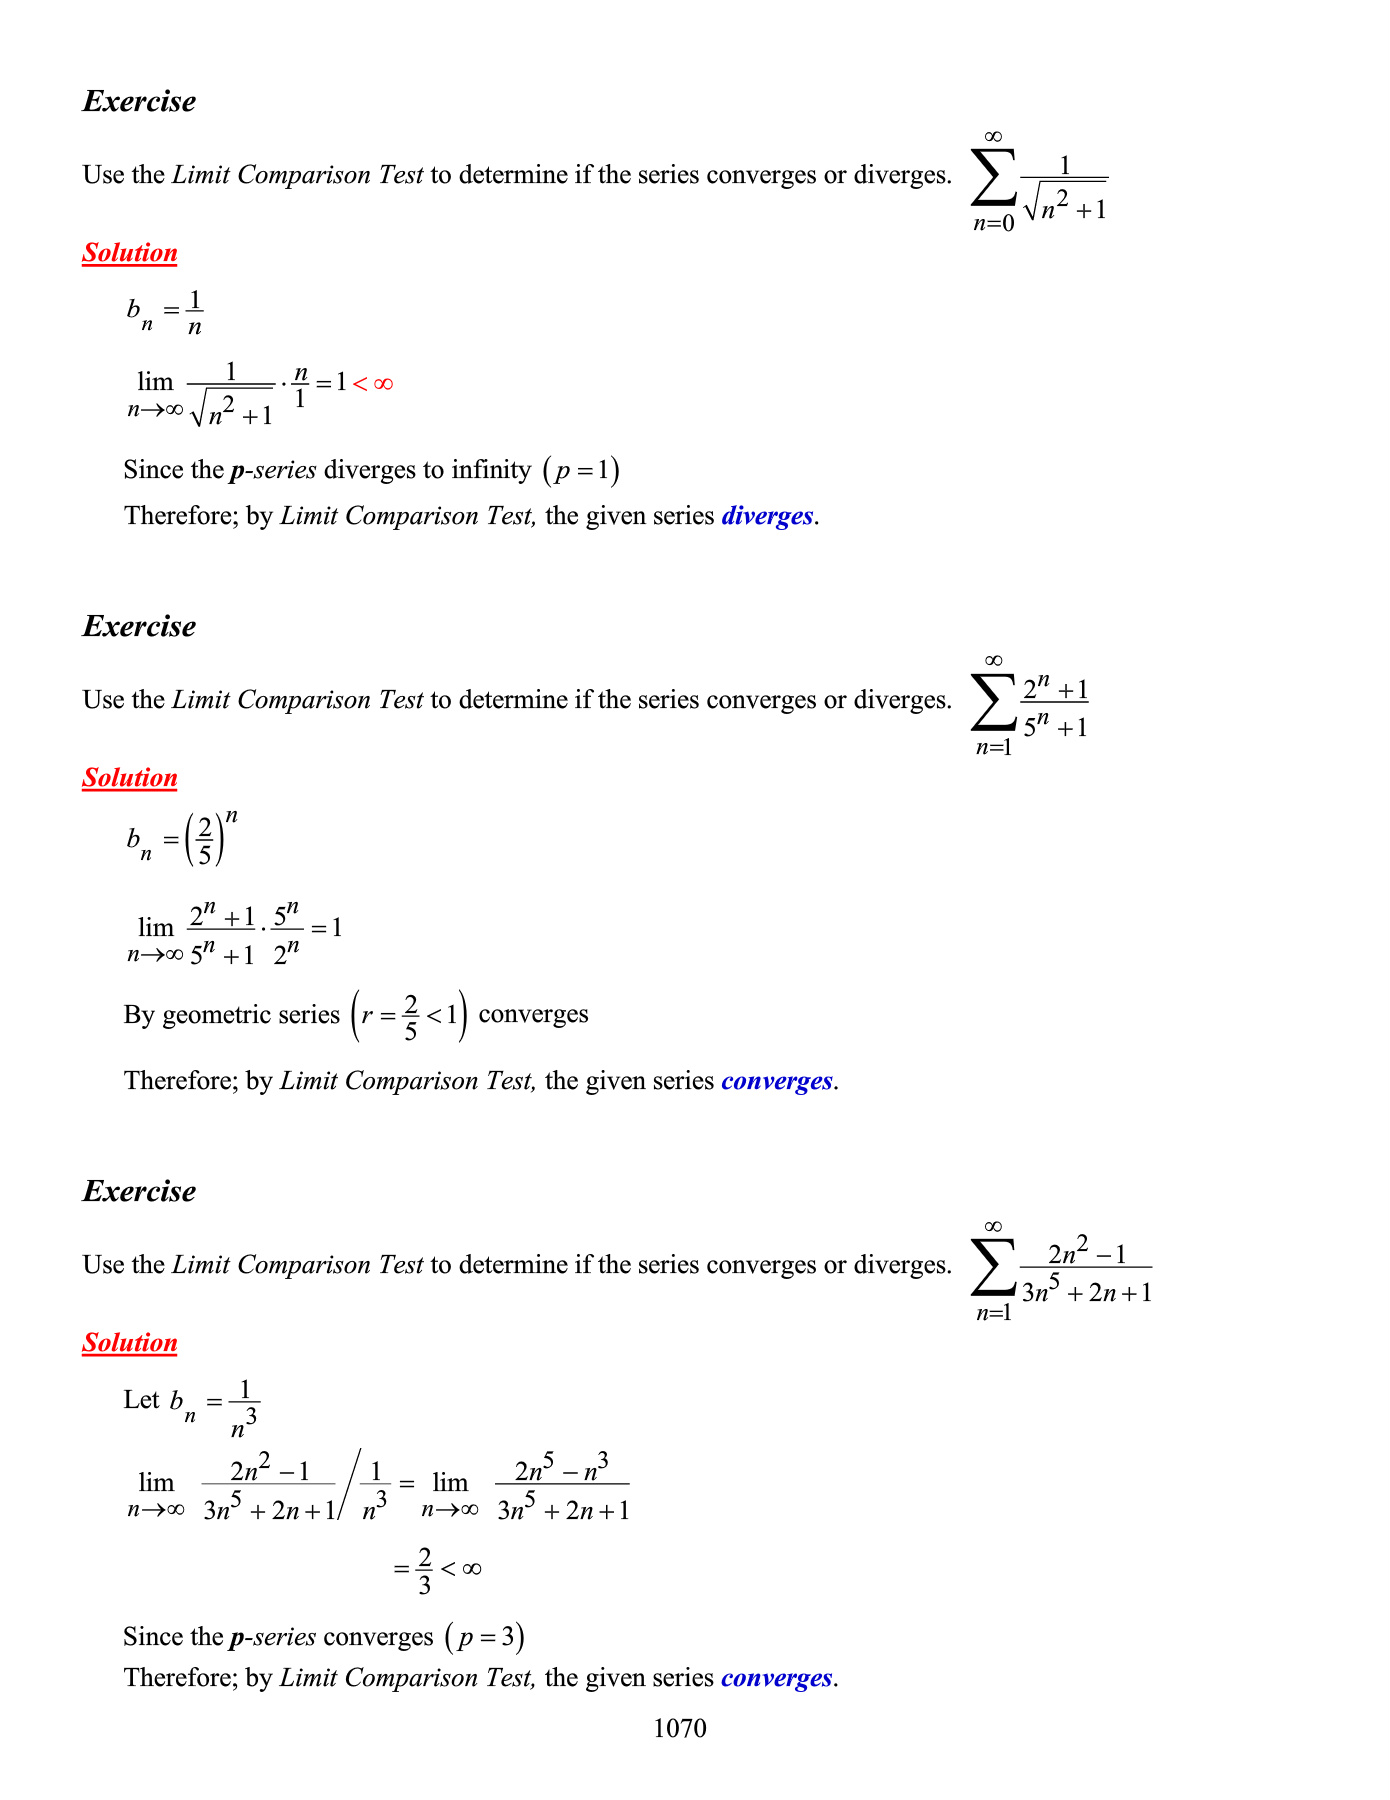 Exercise
Use the Limit Comparison Test to determine if the series converges or diverges. $\sum_{n=0}^{\infty} \frac{1}{\sqrt{n^2+1}}$
Solution
$b_n = \frac{1}{n}$
$\lim_{n\to\infty} \frac{1}{\sqrt{n^2+1}} \cdot \frac{n}{1} = 1 < \infty$
Since the p-series diverges to infinity $(p=1)$
Therefore; by Limit Comparison Test, the given series diverges.
Exercise
Use the Limit Comparison Test to determine if the series converges or diverges. $\sum_{n=1}^{\infty} \frac{2^n+1}{5^n+1}$
Solution
$b_n = \left(\frac{2}{5}\right)^n$
$\lim_{n\to\infty} \frac{2^n+1}{5^n+1} \cdot \frac{5^n}{2^n} = 1$
By geometric series $\left(r = \frac{2}{5} < 1\right)$ converges
Therefore; by Limit Comparison Test, the given series converges.
Exercise
Use the Limit Comparison Test to determine if the series converges or diverges. $\sum_{n=1}^{\infty} \frac{2n^2-1}{3n^5+2n+1}$
Solution
Let $b_n = \frac{1}{n^3}$
$\lim_{n\to\infty} \frac{2n^2-1}{3n^5+2n+1} / \frac{1}{n^3} = \lim_{n\to\infty} \frac{2n^5-n^3}{3n^5+2n+1}$
$= \frac{2}{3} < \infty$
Since the p-series converges $(p=3)$
Therefore; by Limit Comparison Test, the given series converges.
1070